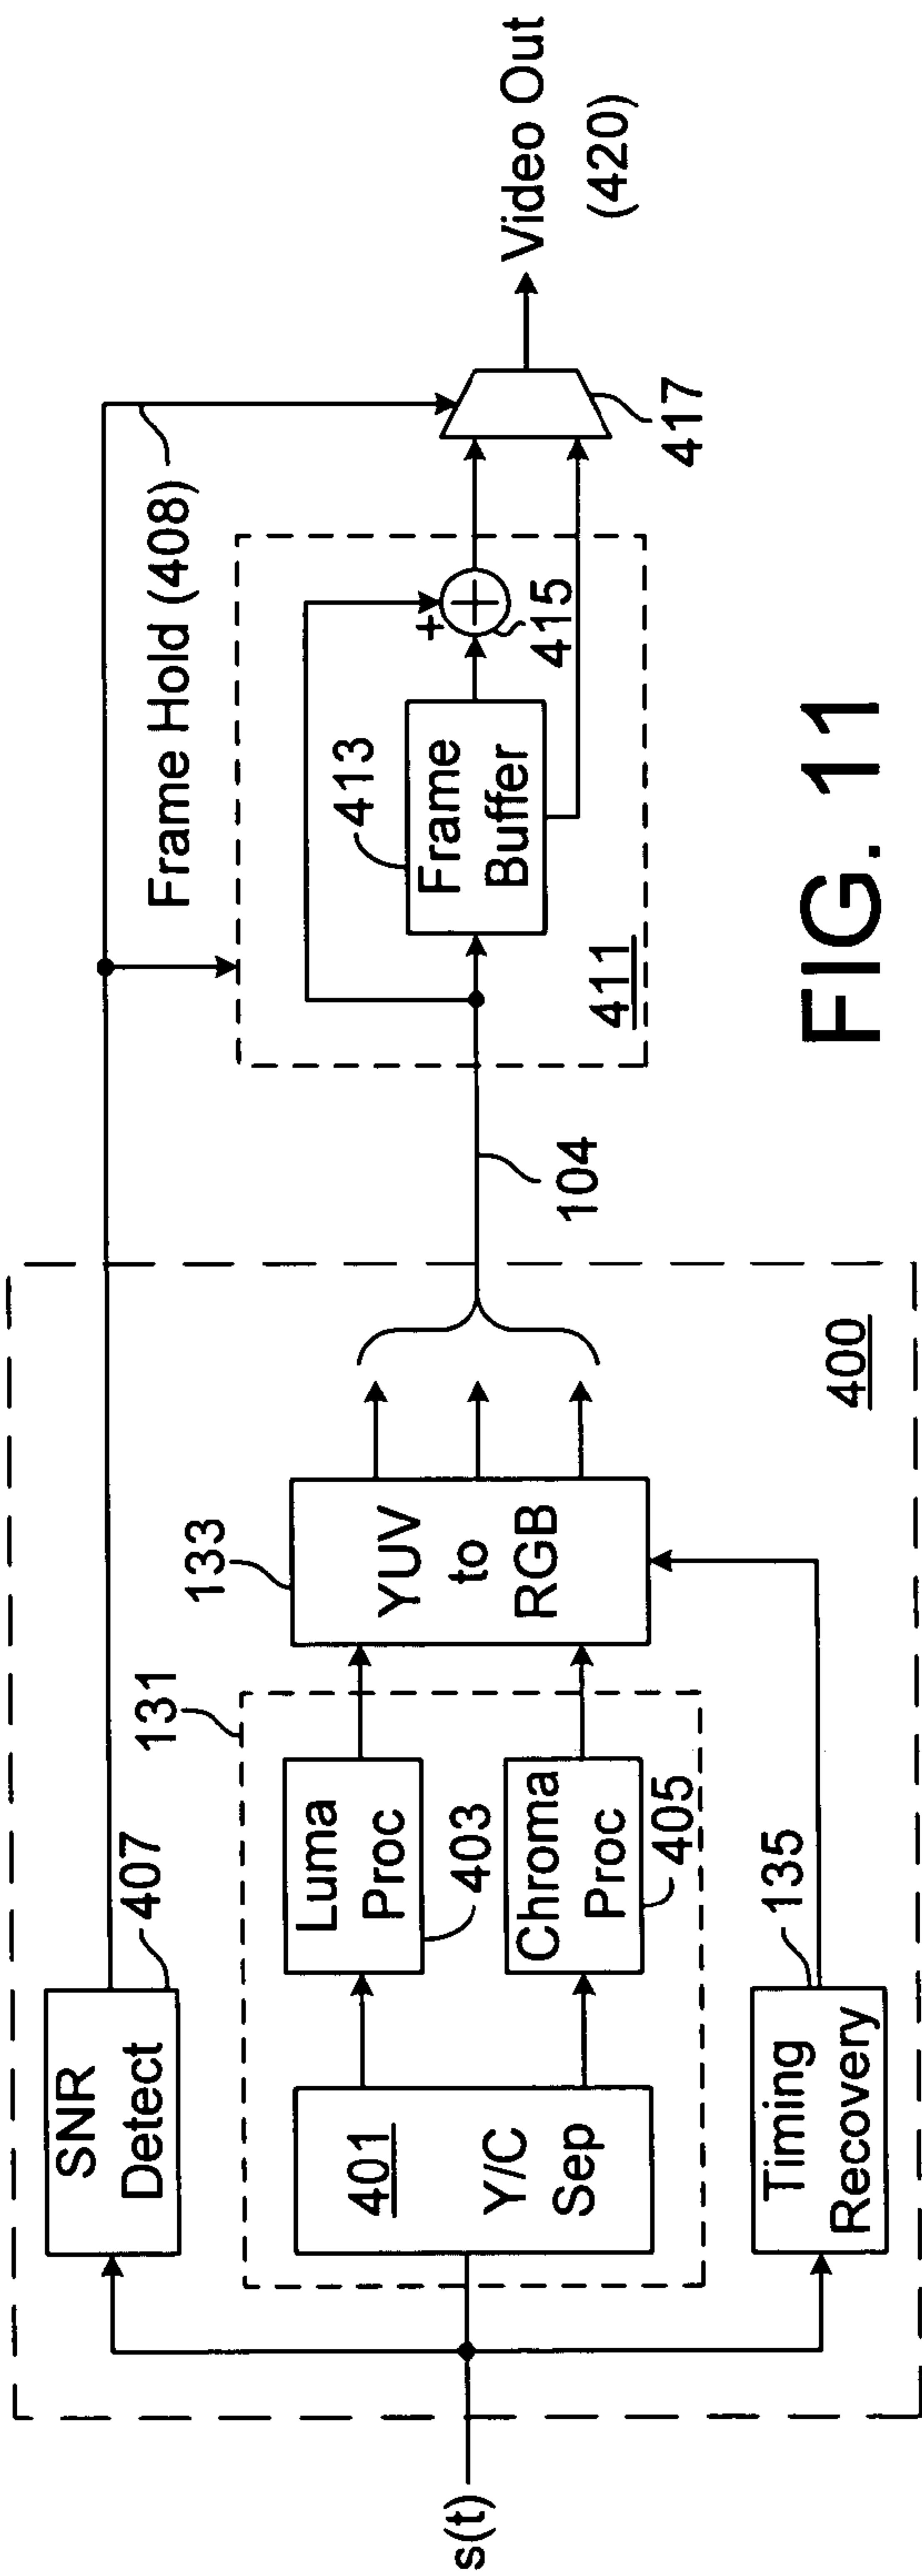 s(t)
SNR
Detect
407
401
Y/C
Sep
131
Luma
Proc
403
Chroma
Proc
405
133
YUV
to
RGB
Timing
Recovery
135
400
104
Frame Hold (408)
413
Frame
Buffer
+
415
411
417
Video Out
(420)
FIG. 11